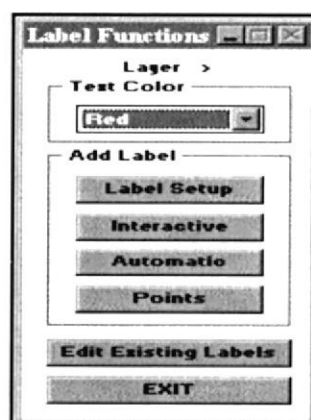 Label Functions
Layer >
Text Color
Red
Add Label
Label Setup
Interactive
Automatic
Points
Edit Existing Labels
EXIT